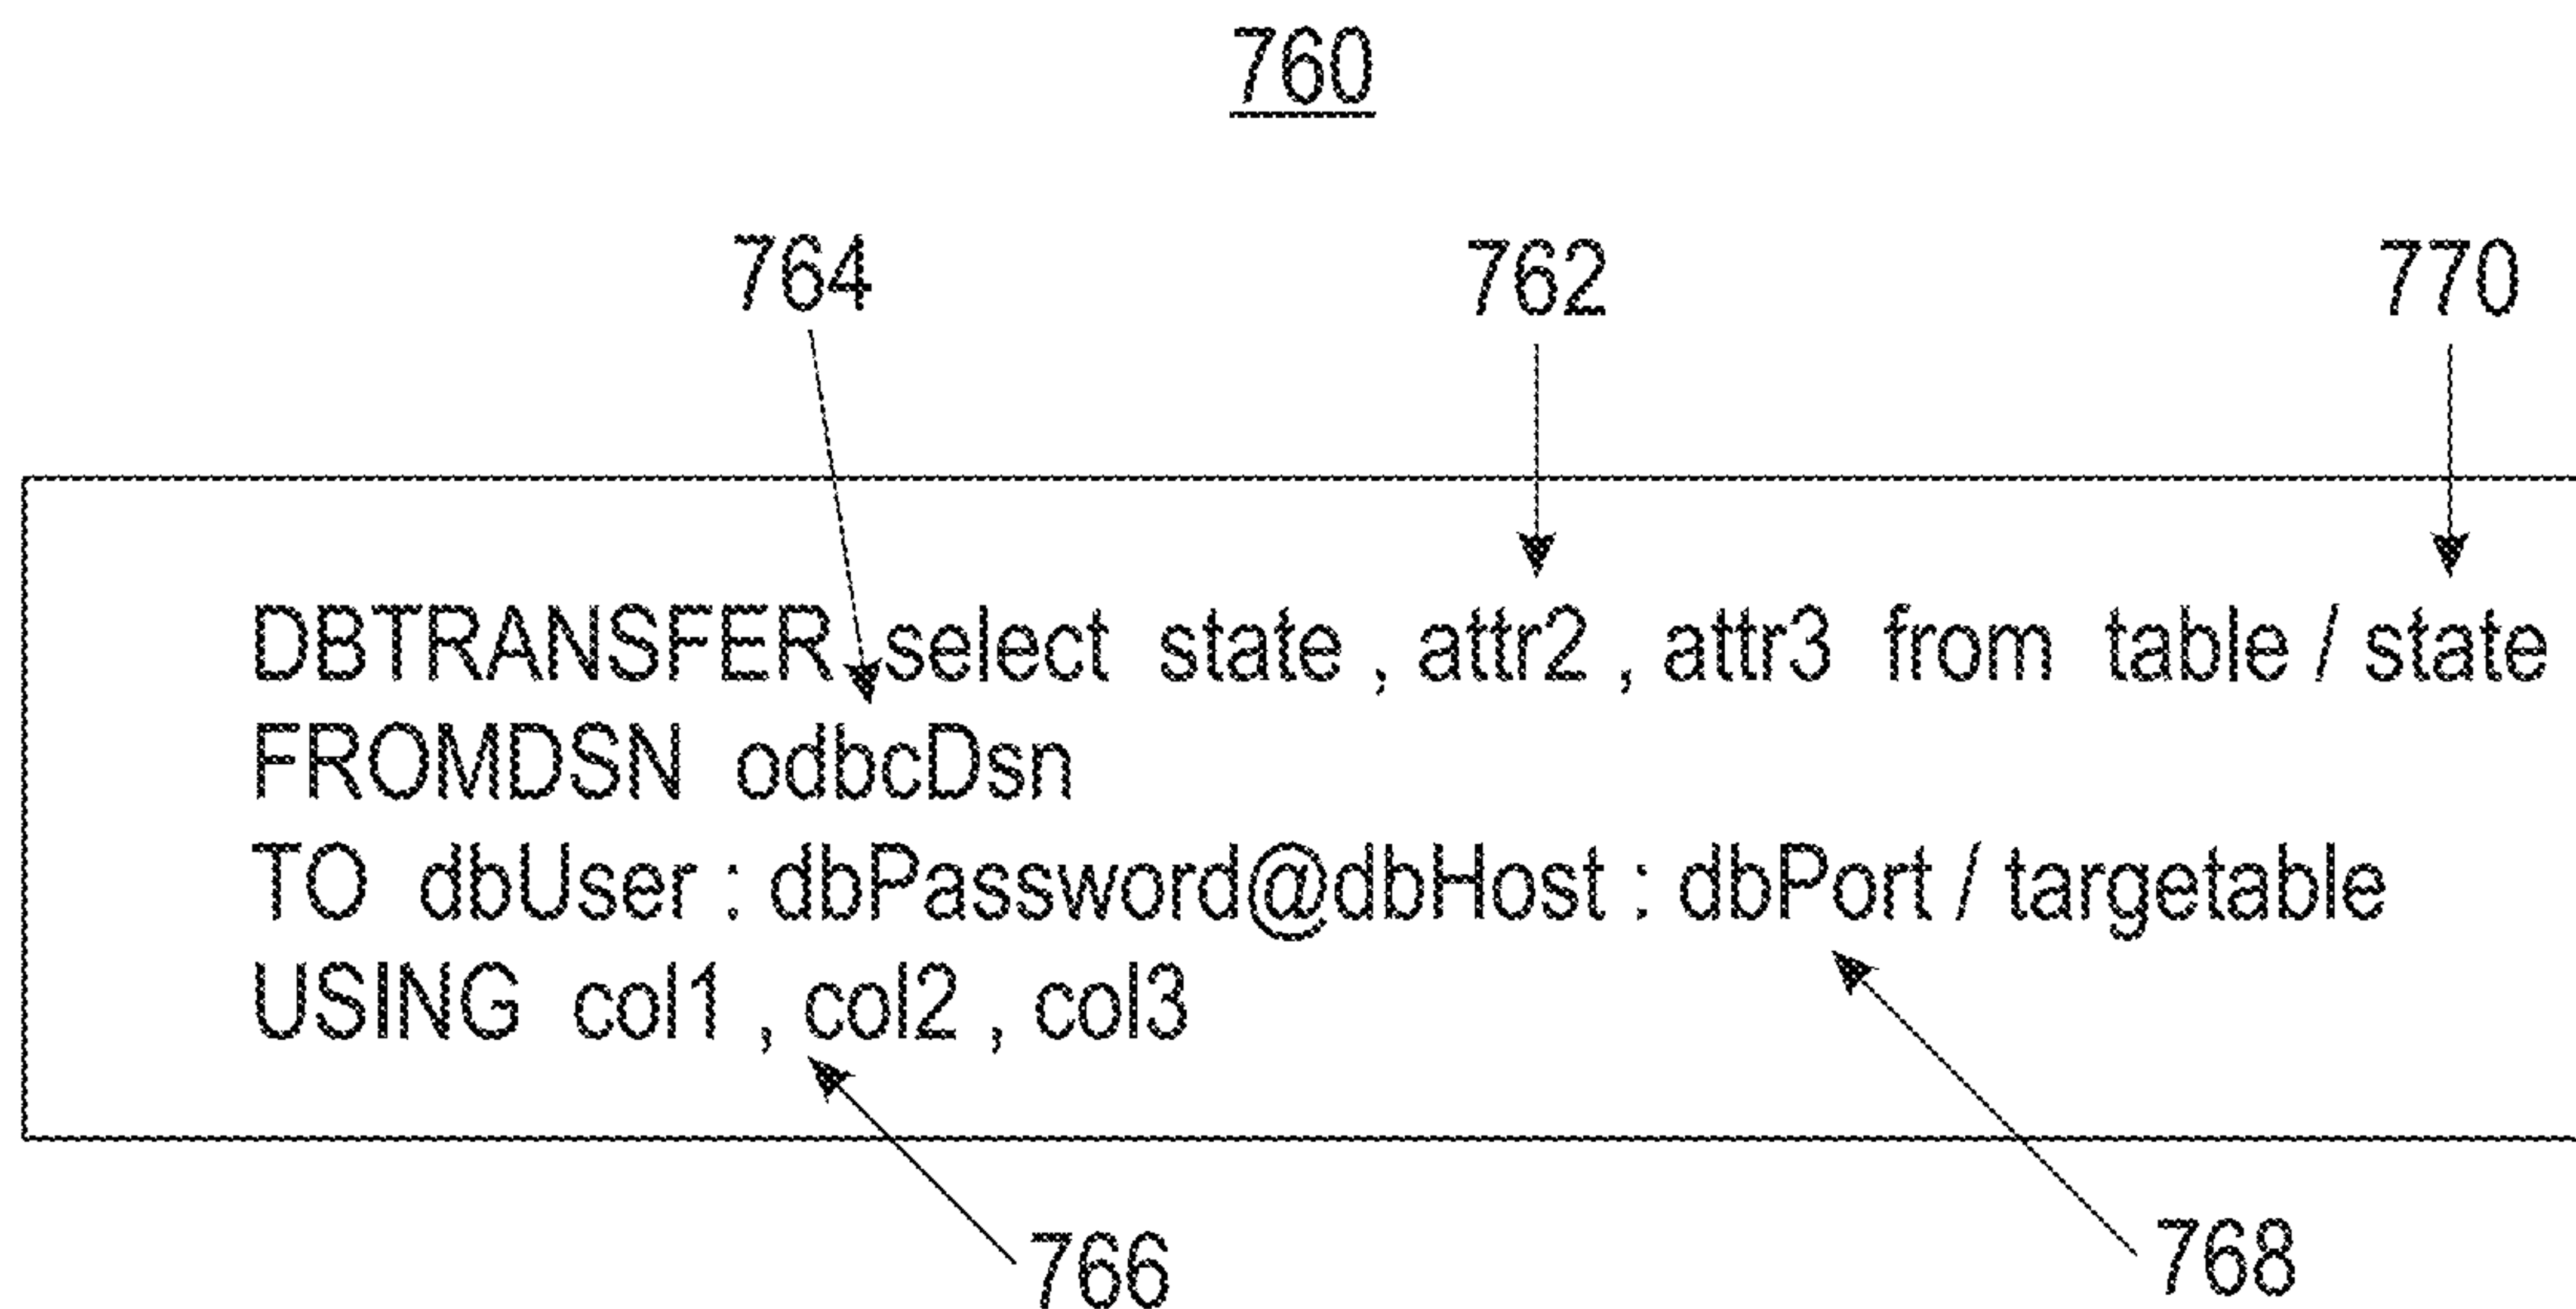 760
764 762 770
DBTRANSFER select state , attr2 , attr3 from table / state
FROMDSN odbcDsn
TO dbUser : dbPassword@dbHost : dbPort / targetable
USING col1 , col2 , col3
766 768